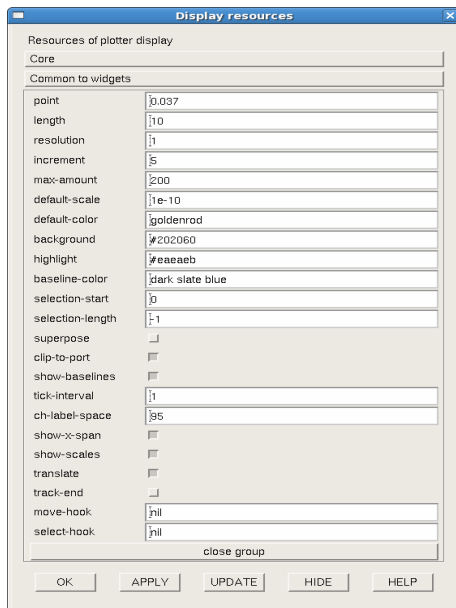 Display resources
Resources of plotter display
Core
Common to widgets
point 0.037
length 10
resolution 1
increment 5
max-amount 200
default-scale 1e-10
default-color goldenrod
background #202060
highlight #eaeaeb
baseline-color dark slate blue
selection-start 0
selection-length -1
superpose
clip-to-port
show-baselines
tick-interval 1
ch-label-space 95
show-x-span
show-scales
translate
track-end
move-hook nil
select-hook nil
close group
OK APPLY UPDATE HIDE HELP